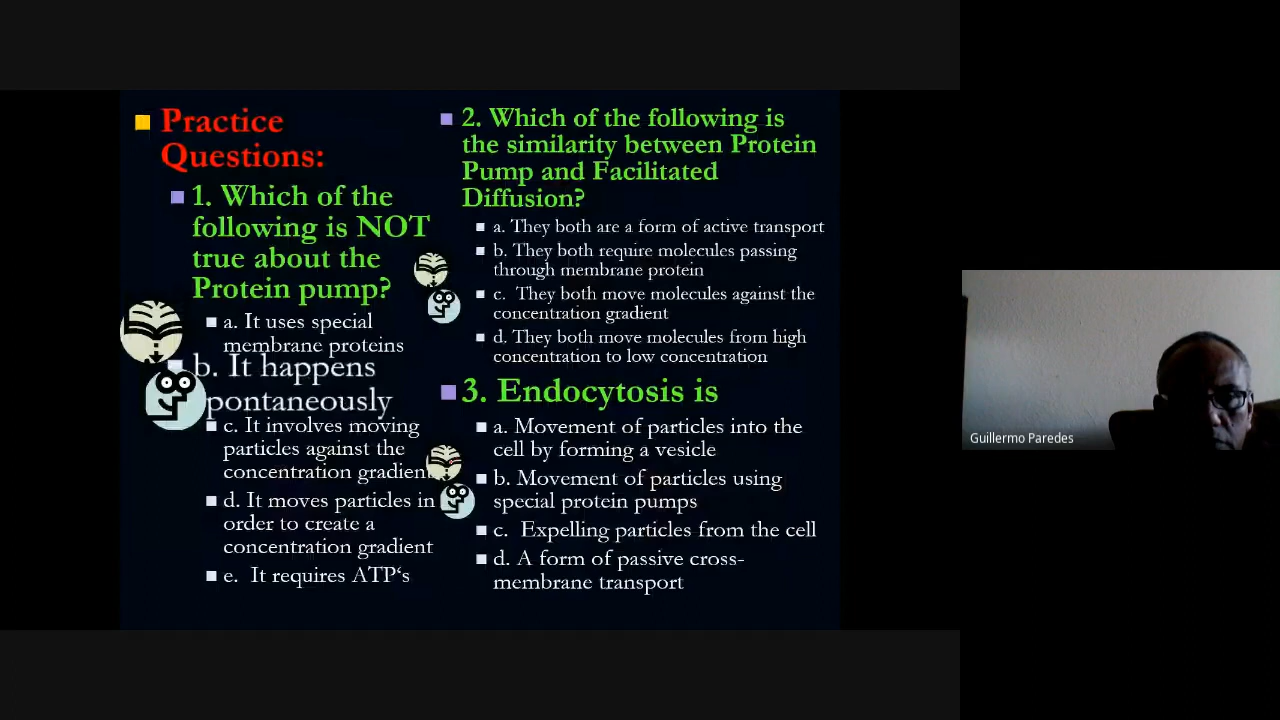 Practice
Questions:
1. Which of the
following is NOT
true about the
Protein pump?
a. It uses special
membrane proteins
b. It happens
pontaneously
c. It involves moving
particles against the
concentration gradient
d. It moves particles in
order to create a
concentration gradient
e. It requires ATP‘s
2. Which of the following is
the similarity between Protein
Pump and Facilitated
Diffusion?
a. They both are a form of active transport
b. They both require molecules passing
through membrane protein
c. They both move molecules against the
concentration gradient
d. They both move molecules from high
concentration to low concentration
3. Endocytosis is
a. Movement of particles into the
cell by forming a vesicle
b. Movement of particles using
special protein pumps
c. Expelling particles from the cell
d. A form of passive cross-
membrane transport
Guillermo Paredes